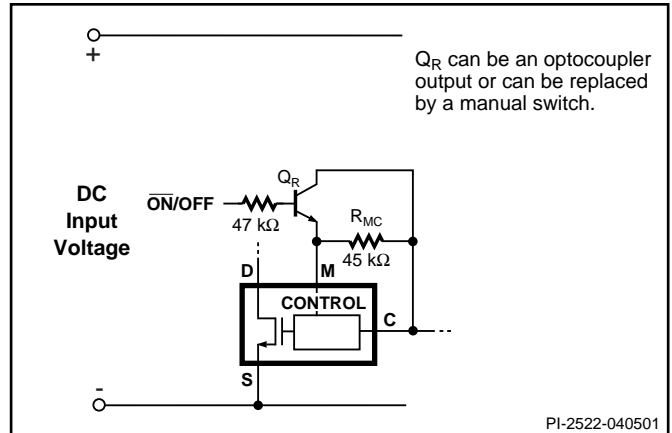 +
Q_R can be an optocoupler
output or can be replaced
by a manual switch.
Q_R
DC
Input
Voltage
O̅N̅/OFF
47 kΩ
R_MC
45 kΩ
D
M
CONTROL
C
S
-
PI-2522-040501